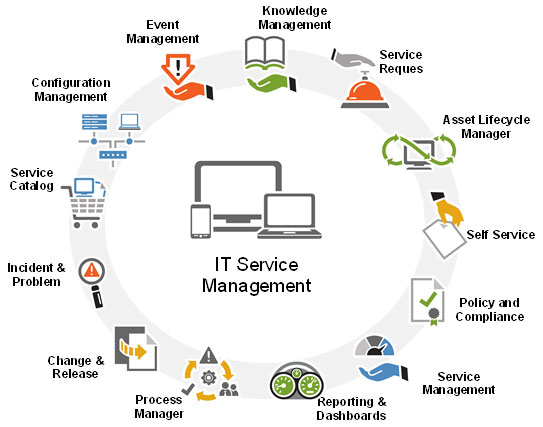 Knowledge
Management
Service
Reques
Asset Lifecycle
Manager
Self Service
Policy and
Compliance
Service
Management
Reporting &
Dashboards
Process
Manager
Change &
Release
Incident &
Problem
Service
Catalog
Configuration
Management
Event
Management
IT Service
Management